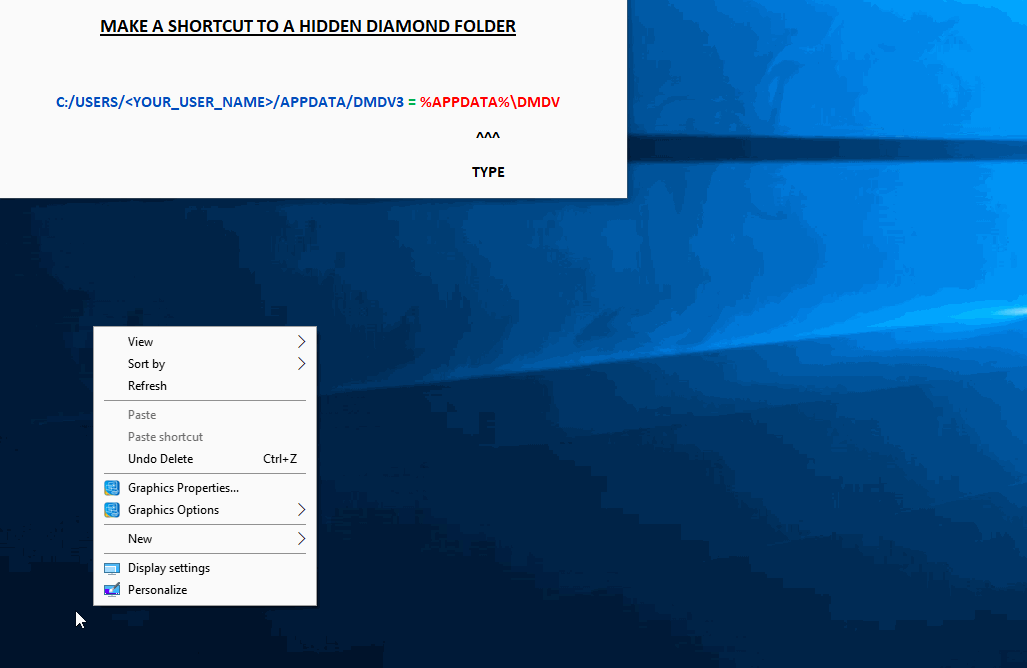 MAKE A SHORTCUT TO A HIDDEN DIAMOND FOLDER
C:/USERS/<YOUR_USER_NAME>/APPDATA/DMDV3 = %APPDATA%\DMDV
^^^
TYPE
View
Sort by
Refresh
Paste
Paste shortcut
Undo Delete Ctrl+Z
Graphics Properties...
Graphics Options
New
Display settings
Personalize